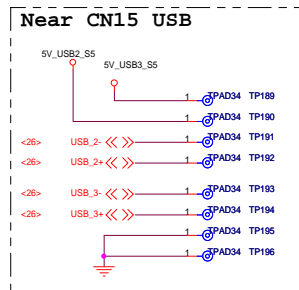 Near CN15 USB
5V_USB2_S5
5V_USB3_S5
1 TPAD34 TP189
1 TPAD34 TP190
<26> USB_2- 1 TPAD34 TP191
<26> USB_2+ 1 TPAD34 TP192
<26> USB_3- 1 TPAD34 TP193
<26> USB_3+ 1 TPAD34 TP194
1 TPAD34 TP195
1 TPAD34 TP196